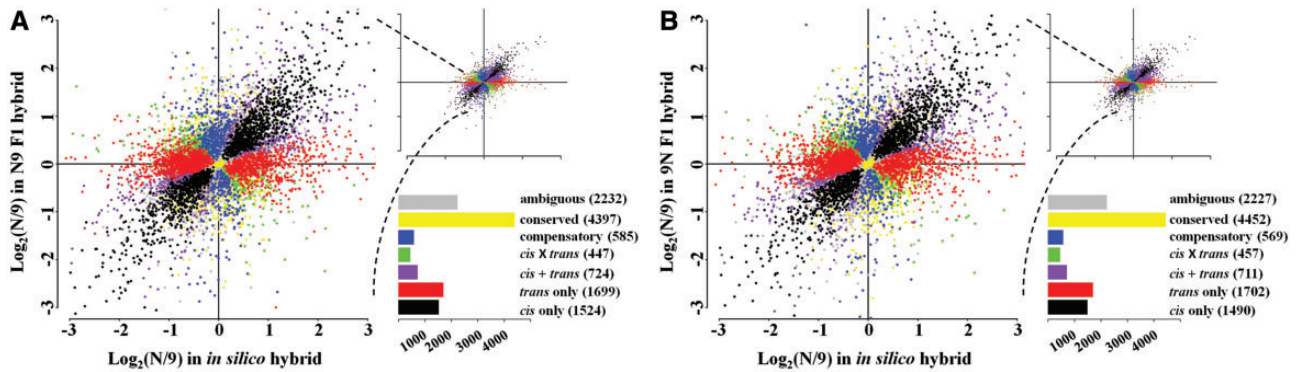 A
Log2(N/9) in N9 F1 hybrid
3
2
1
0
-1
-2
-3
-3 -2 -1 0 1 2 3
Log2(N/9) in in silico hybrid
ambiguous (2232)
conserved (4397)
compensatory (585)
cis X trans (447)
cis + trans (724)
trans only (1699)
cis only (1524)
1000 2000 3000 4000
B
Log2(N/9) in 9N F1 hybrid
3
2
1
0
-1
-2
-3
-3 -2 -1 0 1 2 3
Log2(N/9) in in silico hybrid
ambiguous (2227)
conserved (4452)
compensatory (569)
cis X trans (457)
cis + trans (711)
trans only (1702)
cis only (1490)
1000 2000 3000 4000